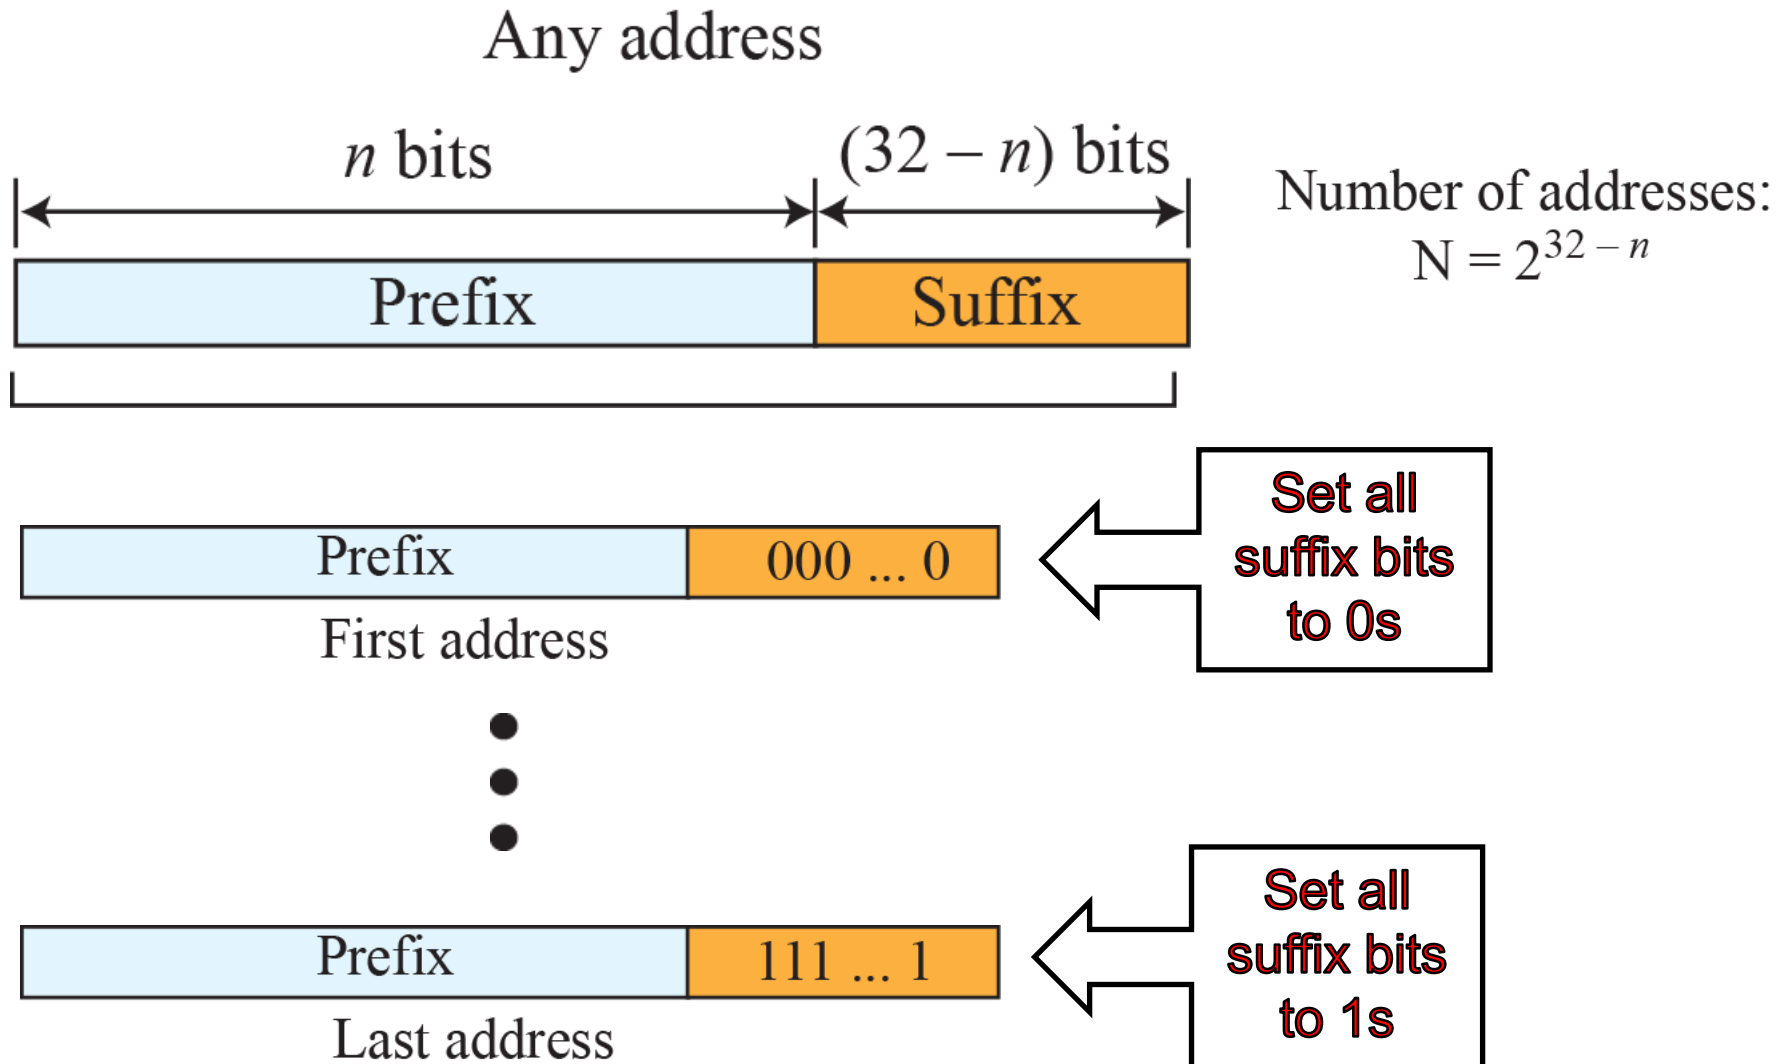 Any address
n bits
(32 – n) bits
Number of addresses:
N = 2^{32 – n}
Prefix
Suffix
Prefix
000 ... 0
First address
Set all
suffix bits
to 0s
Prefix
111 ... 1
Last address
Set all
suffix bits
to 1s